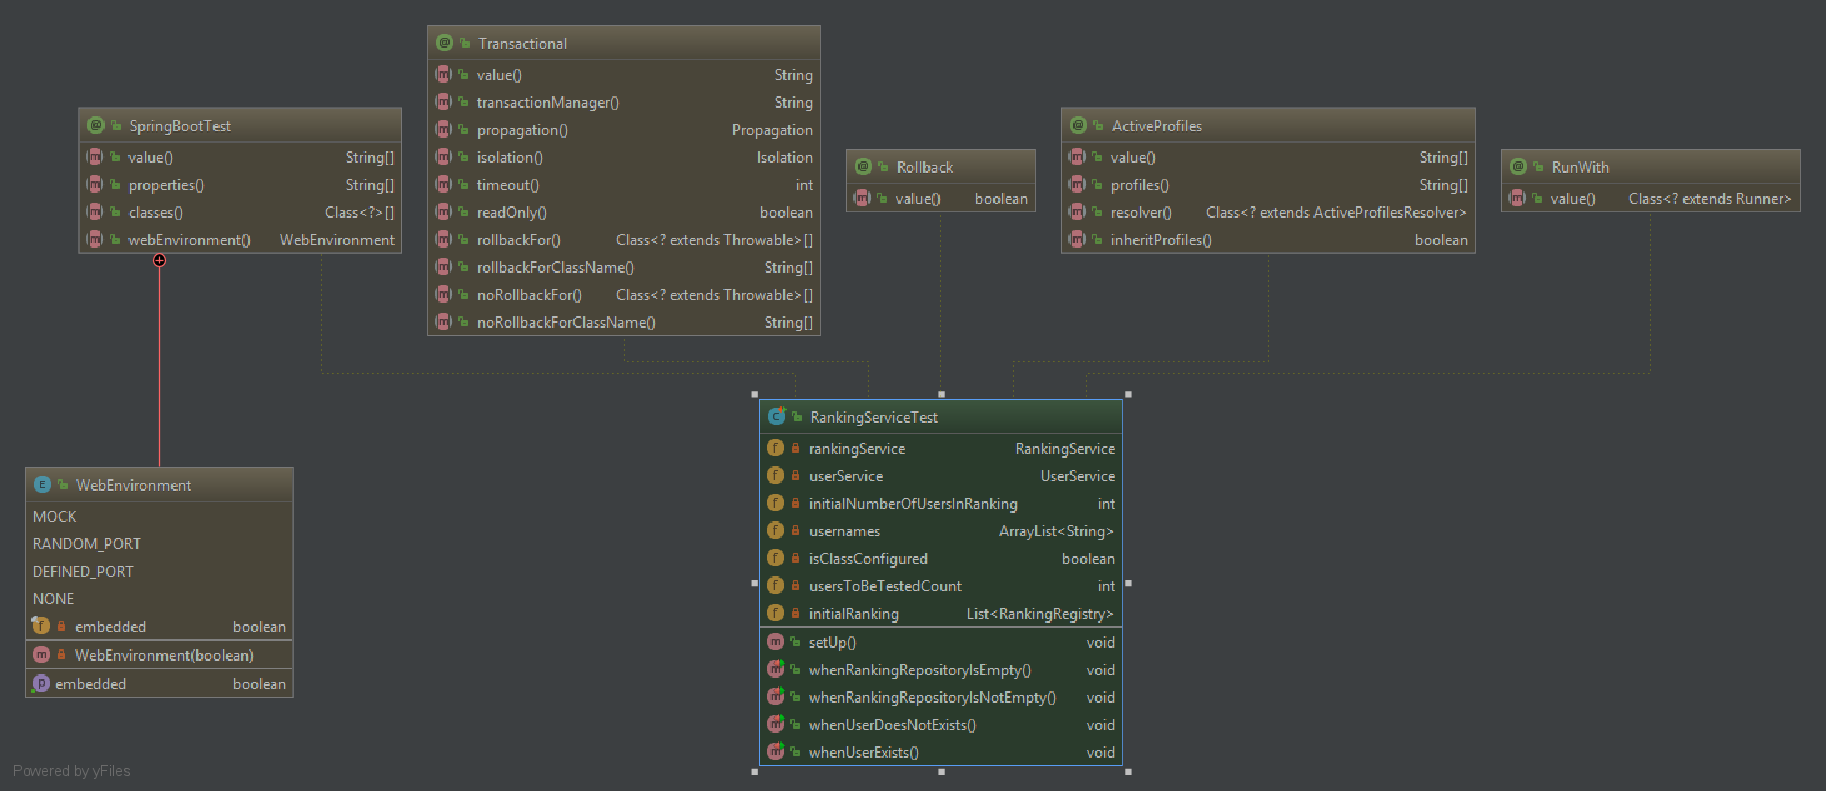 Transactional
value() String
transactionManager() String
propagation() Propagation
isolation() Isolation
timeout() int
readOnly() boolean
rollbackFor() Class<? extends Throwable>[]
rollbackForClassName() String[]
noRollbackFor() Class<? extends Throwable>[]
noRollbackForClassName() String[]
SpringBootTest
value() String[]
properties() String[]
classes() Class<?>[]
webEnvironment() WebEnvironment
Rollback
value() boolean
ActiveProfiles
value() String[]
profiles() String[]
resolver() Class<? extends ActiveProfilesResolver>
inheritProfiles() boolean
RunWith
value() Class<? extends Runner>
RankingServiceTest
rankingService RankingService
userService UserService
initialNumberOfUsersInRanking int
usernames ArrayList<String>
isClassConfigured boolean
usersToBeTestedCount int
initialRanking List<RankingRegistry>
setUp() void
whenRankingRepositoryIsEmpty() void
whenRankingRepositoryIsNotEmpty() void
whenUserDoesNotExists() void
whenUserExists() void
WebEnvironment
MOCK
RANDOM_PORT
DEFINED_PORT
NONE
embedded boolean
WebEnvironment(boolean)
embedded boolean
Powered by yFiles